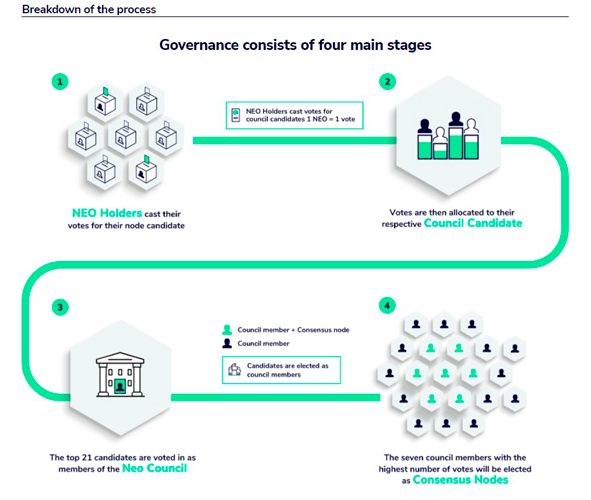 Breakdown of the process
Governance consists of four main stages
1
NEO Holders cast votes for
council candidates 1 NEO = 1 vote
2
NEO Holders cast their
votes for their node candidate
Votes are then allocated to their
respective Council Candidate
3
Council member + Consensus node
Council member
Candidates are elected as
council members
4
The top 21 candidates are voted in as
members of the Neo Council
The seven council members with the
highest number of votes will be elected
as Consensus Nodes